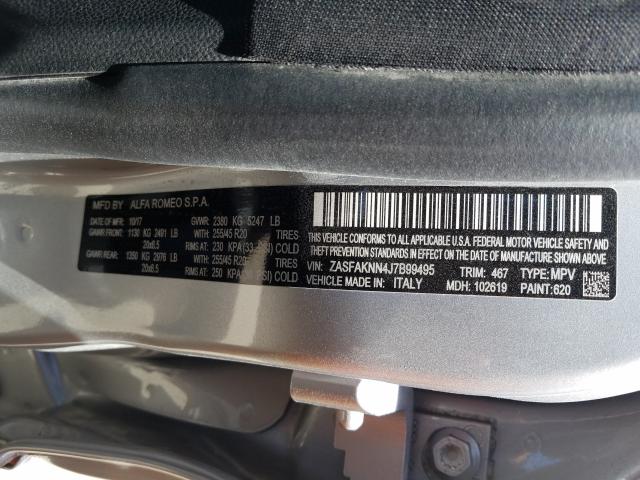 MFD BY ALFA ROMEO S.P.A.
DATE OF MFR: 10/17 GVWR: 2380 KG 5247 LB
GAWR FRONT: 1130 KG 2491 LB WITH: 255/45 R20 TIRES
20x8.5 RIMS AT: 230 KPA COLD
GAWR REAR: 1350 KG 2976 LB WITH: 255/45 R20 TIRES
20x8.5 RIMS AT: 250 KPA COLD
THIS VEHICLE CONFORMS TO ALL APPLICABLE U.S.A. FEDERAL MOTOR VEHICLE SAFETY AND
THEFT PREVENTION STANDARDS IN EFFECT ON THE DATE OF MANUFACTURE SHOWN ABOVE.
VIN: ZASFAKNN4J7B99495 TRIM: 467 TYPE: MPV
VEHICLE MADE IN: ITALY MDH: 102619 PAINT: 620